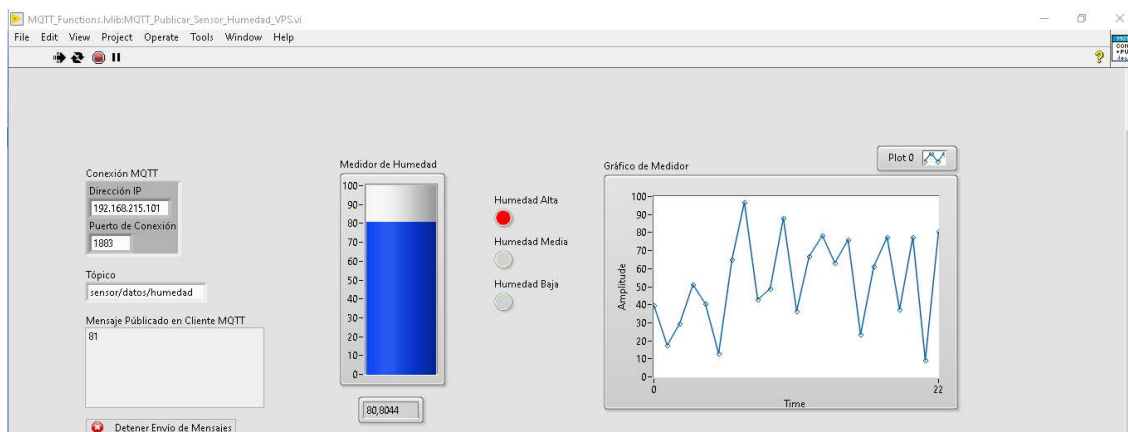 MQTT_Functions.lvlib:MQTT_Publicar_Sensor_Humedad_VPS.vi
File Edit View Project Operate Tools Window Help
Conexión MQTT
Dirección IP
192.168.215.101
Puerto de Conexión
1883
Tópico
sensor/datos/humedad
Mensaje Públicado en Cliente MQTT
81
Detener Envío de Mensajes
Medidor de Humedad
100
90
80
70
60
50
40
30
20
10
0
80,8044
Humedad Alta
Humedad Media
Humedad Baja
Gráfico de Medidor
Plot 0
Amplitude
100
90
80
70
60
50
40
30
20
10
0
0 22
Time